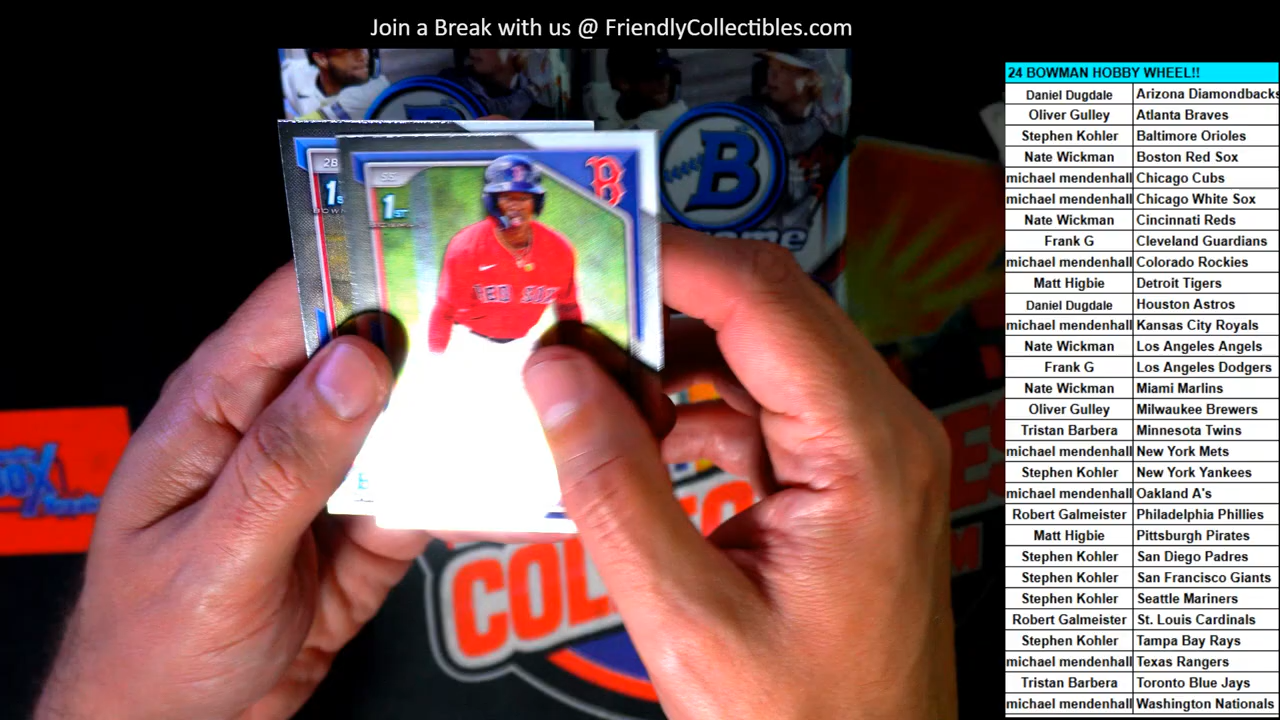 Join a Break with us @ FriendlyCollectibles.com
24 BOWMAN HOBBY WHEEL!!
Daniel Dugdale Arizona Diamondbacks
Oliver Gulley Atlanta Braves
Stephen Kohler Baltimore Orioles
Nate Wickman Boston Red Sox
michael mendenhall Chicago Cubs
michael mendenhall Chicago White Sox
Nate Wickman Cincinnati Reds
Frank G Cleveland Guardians
michael mendenhall Colorado Rockies
Matt Higbie Detroit Tigers
Daniel Dugdale Houston Astros
michael mendenhall Kansas City Royals
Nate Wickman Los Angeles Angels
Frank G Los Angeles Dodgers
Nate Wickman Miami Marlins
Oliver Gulley Milwaukee Brewers
Tristan Barbera Minnesota Twins
michael mendenhall New York Mets
Stephen Kohler New York Yankees
michael mendenhall Oakland A's
Robert Galmeister Philadelphia Phillies
Matt Higbie Pittsburgh Pirates
Stephen Kohler San Diego Padres
Stephen Kohler San Francisco Giants
Stephen Kohler Seattle Mariners
Robert Galmeister St. Louis Cardinals
Stephen Kohler Tampa Bay Rays
michael mendenhall Texas Rangers
Tristan Barbera Toronto Blue Jays
michael mendenhall Washington Nationals
B
B
1ST
RED SOX